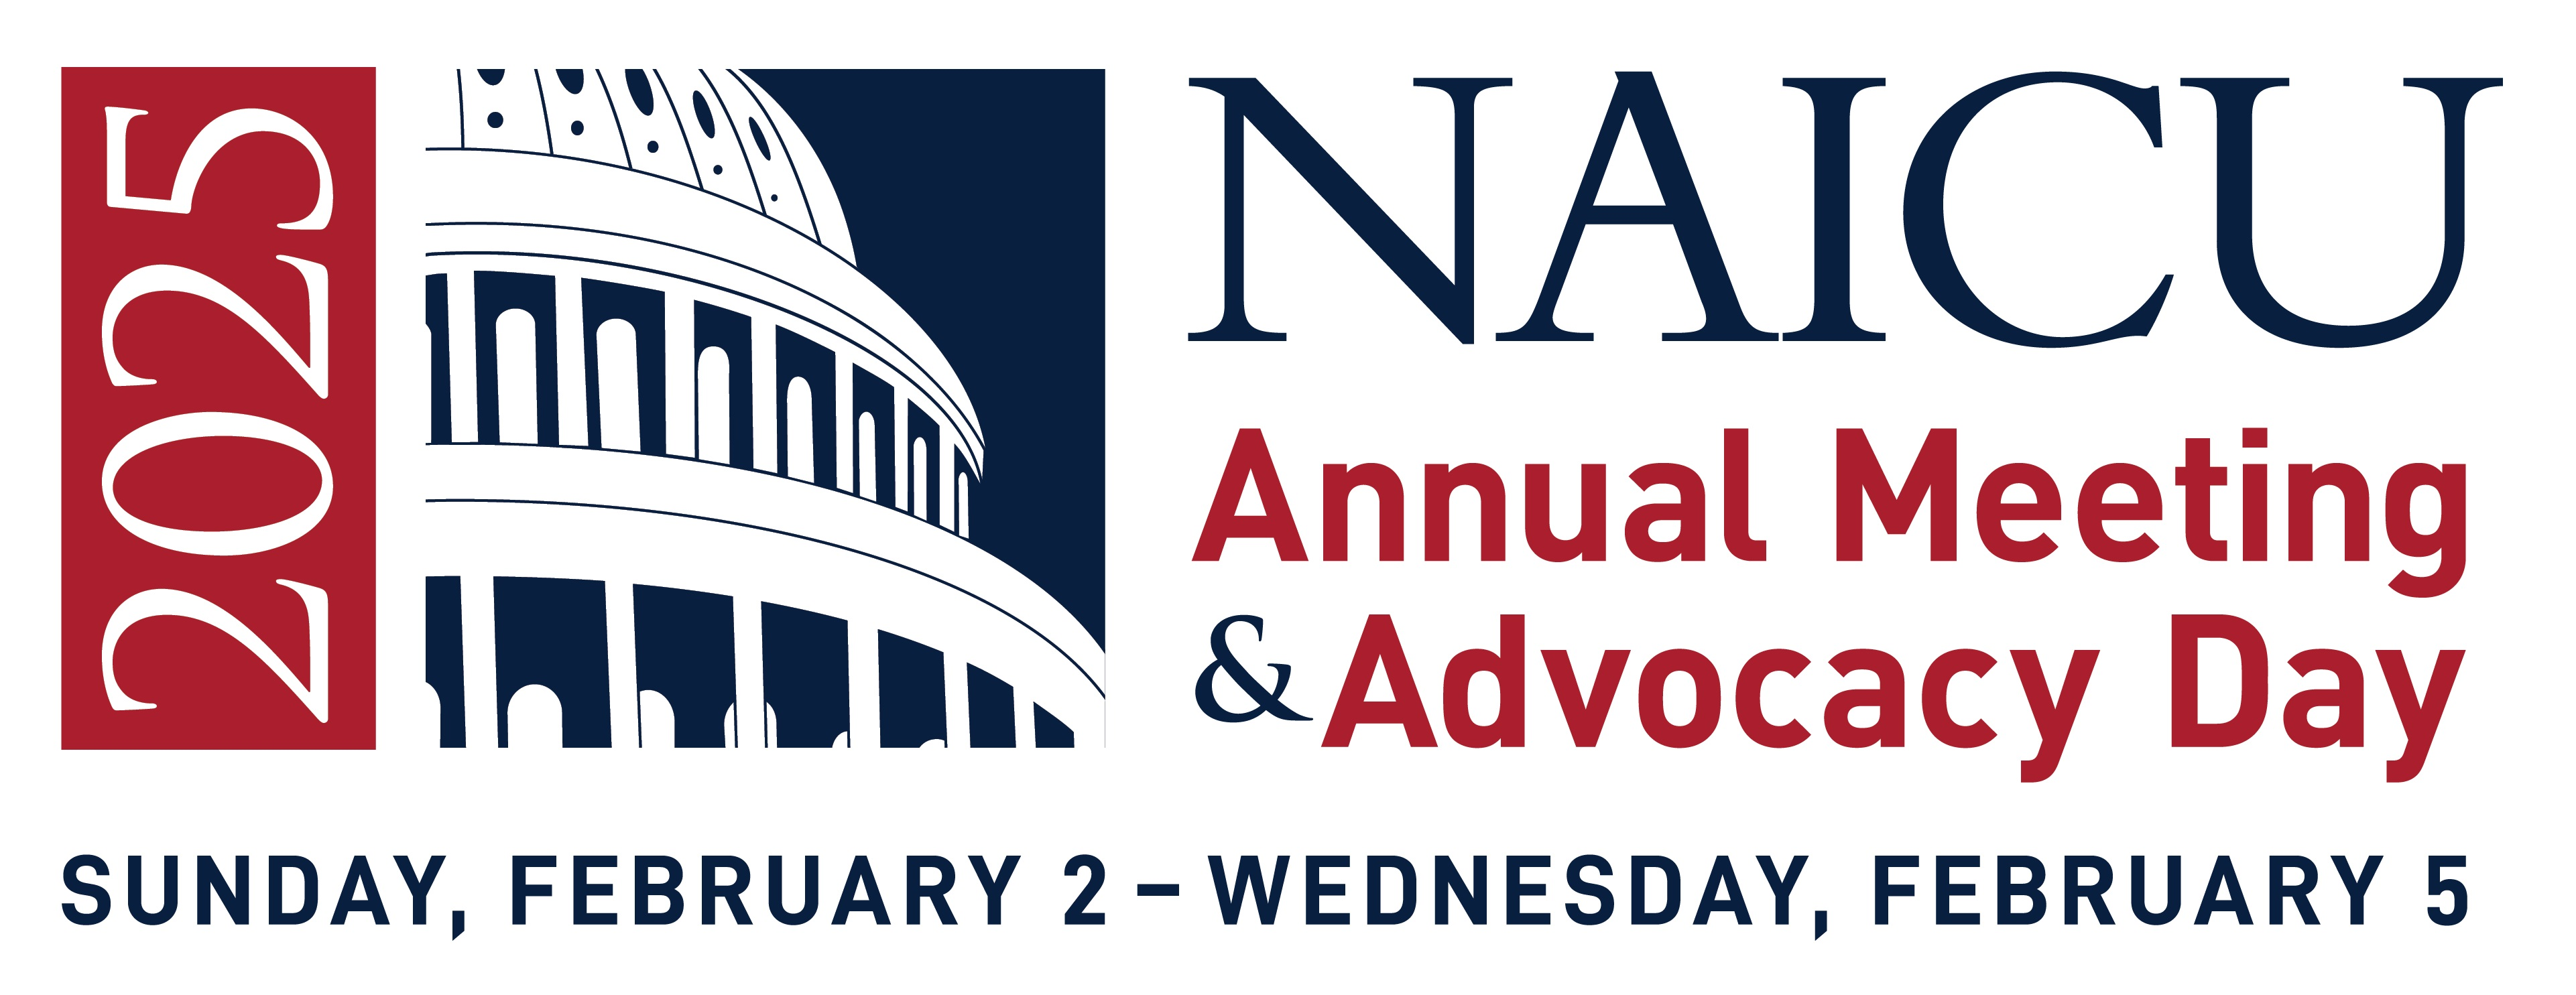 2025
NAICU
Annual Meeting
& Advocacy Day
SUNDAY, FEBRUARY 2 – WEDNESDAY, FEBRUARY 5